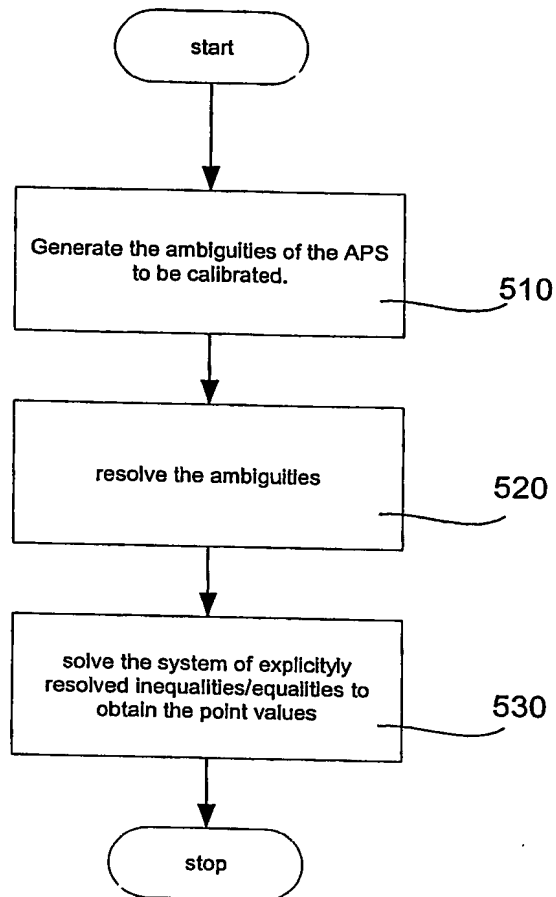 start
Generate the ambiguities of the APS
to be calibrated.
510
resolve the ambiguities
520
solve the system of explicityly
resolved inequalities/equalities to
obtain the point values
530
stop